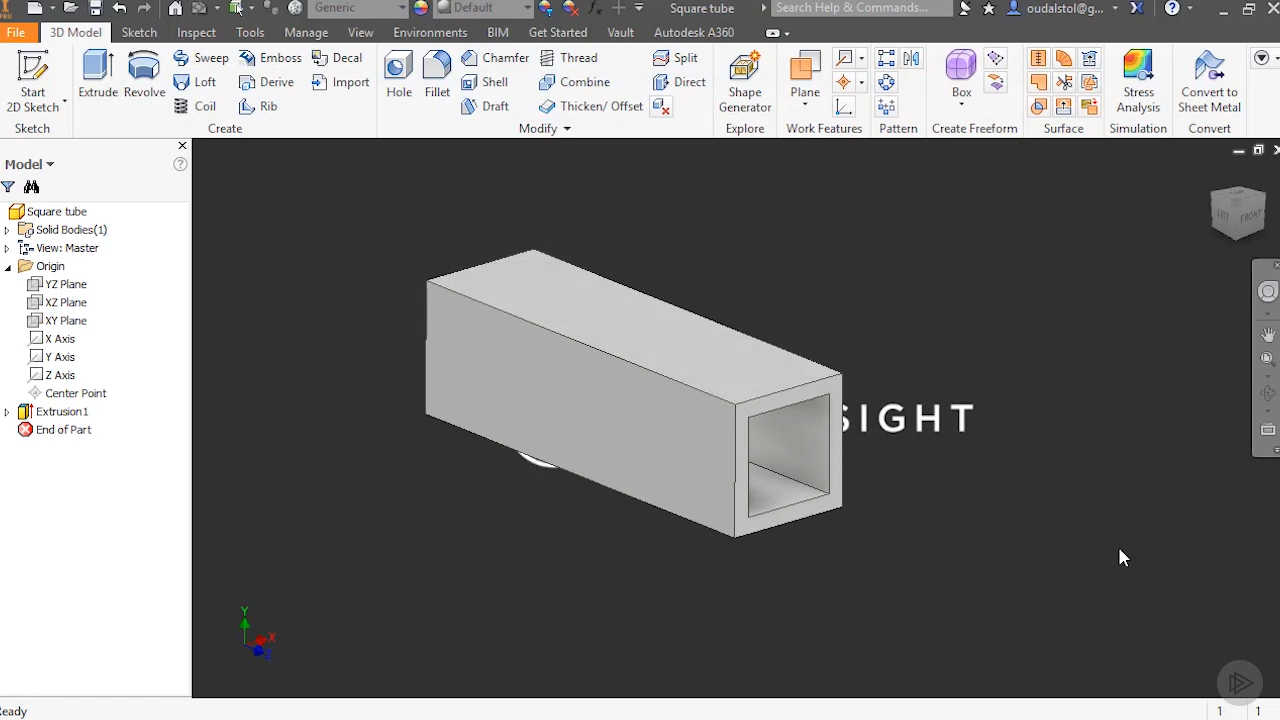 PRO
Generic
Default
Square tube
Search Help & Commands...
oudalstol@g...
File
3D Model
Sketch
Inspect
Tools
Manage
View
Environments
BIM
Get Started
Vault
Autodesk A360
Start
2D Sketch
Sketch
Extrude
Revolve
Sweep
Loft
Coil
Emboss
Derive
Rib
Decal
Import
Create
Hole
Fillet
Chamfer
Shell
Draft
Thread
Combine
Thicken/ Offset
Split
Direct
Modify
Shape
Generator
Explore
Plane
Work Features
Pattern
Box
Create Freeform
Surface
Stress
Analysis
Simulation
Convert to
Sheet Metal
Convert
Model
Square tube
Solid Bodies(1)
View: Master
Origin
YZ Plane
XZ Plane
XY Plane
X Axis
Y Axis
Z Axis
Center Point
Extrusion1
End of Part
LEFT
FRONT
SIGHT
Y
X
Z
eady
1
1